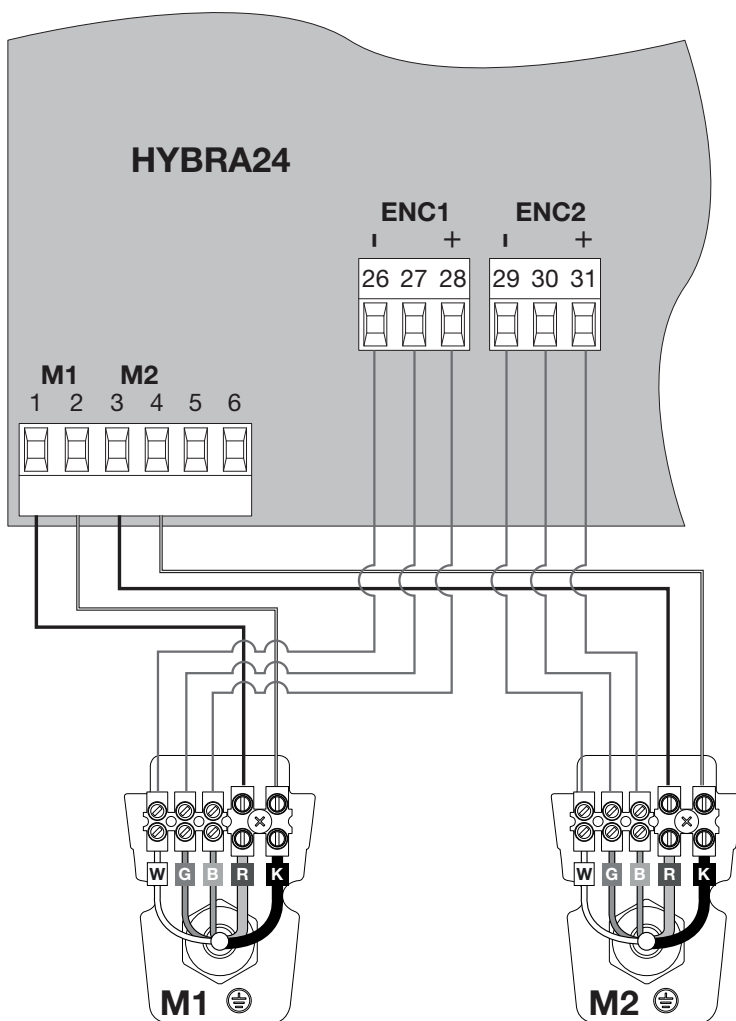 HYBRA24
ENC1 ENC2
- + - +
26 27 28 29 30 31
M1 M2
1 2 3 4 5 6
W G B R K W G B R K
M1 M2